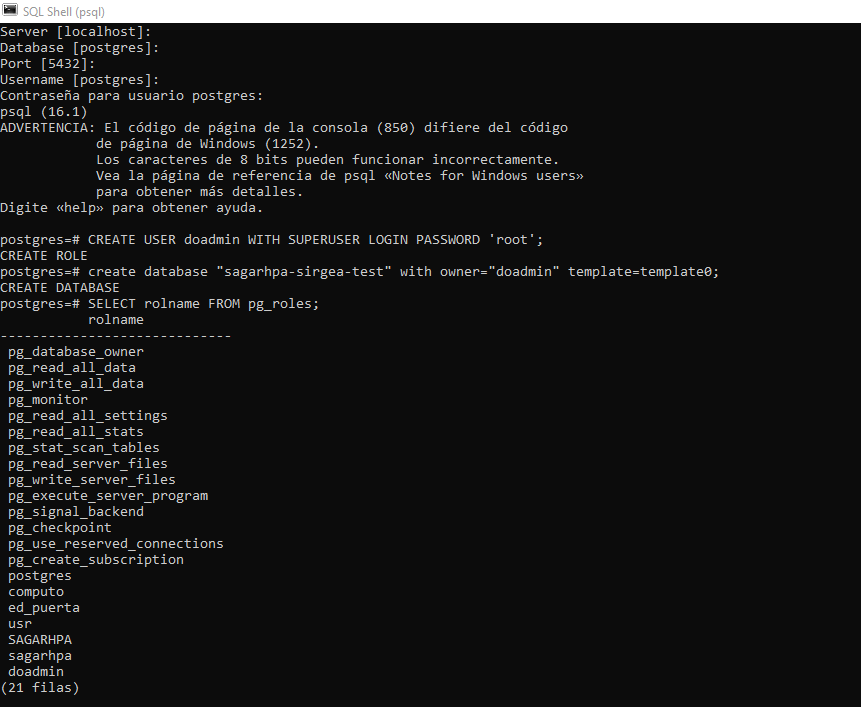 SQL Shell (psql)
Server [localhost]:
Database [postgres]:
Port [5432]:
Username [postgres]:
Contraseña para usuario postgres:
psql (16.1)
ADVERTENCIA: El código de página de la consola (850) difiere del código
            de página de Windows (1252).
            Los caracteres de 8 bits pueden funcionar incorrectamente.
            Vea la página de referencia de psql «Notes for Windows users»
            para obtener más detalles.
Digite «help» para obtener ayuda.

postgres=# CREATE USER doadmin WITH SUPERUSER LOGIN PASSWORD 'root';
CREATE ROLE
postgres=# create database "sagarhpa-sirgea-test" with owner="doadmin" template=template0;
CREATE DATABASE
postgres=# SELECT rolname FROM pg_roles;
           rolname
-----------------------------
 pg_database_owner
 pg_read_all_data
 pg_write_all_data
 pg_monitor
 pg_read_all_settings
 pg_read_all_stats
 pg_stat_scan_tables
 pg_read_server_files
 pg_write_server_files
 pg_execute_server_program
 pg_signal_backend
 pg_checkpoint
 pg_use_reserved_connections
 pg_create_subscription
 postgres
 computo
 ed_puerta
 usr
 SAGARHPA
 sagarhpa
 doadmin
(21 filas)